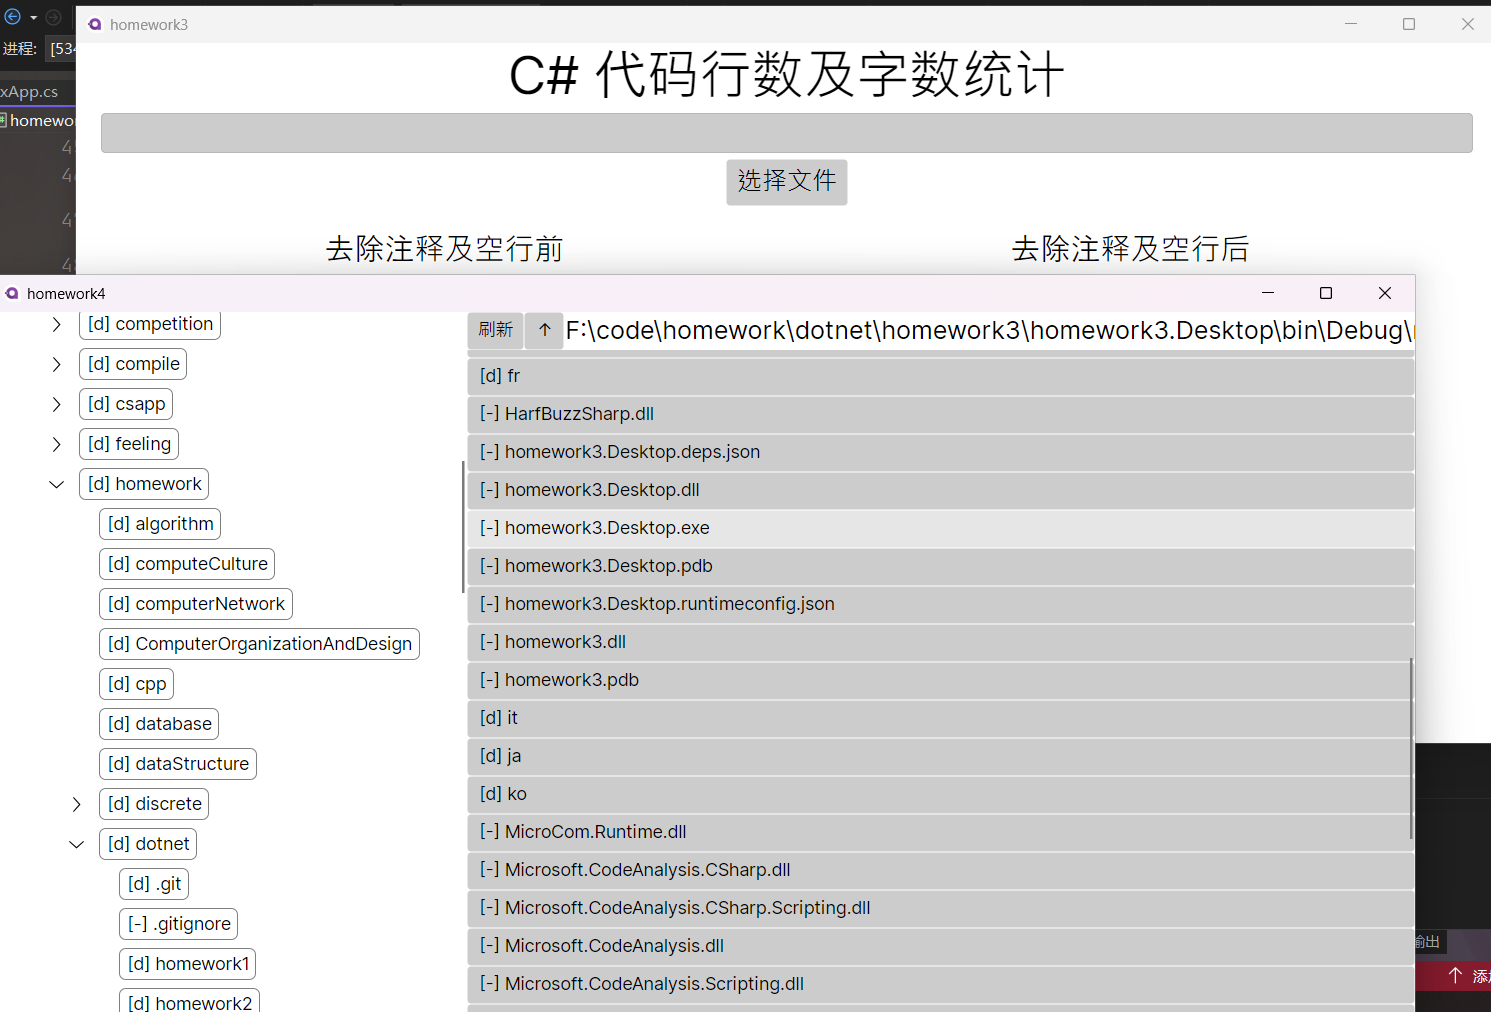 homework3
进程:
[534
xApp.cs
homewor
C# 代码行数及字数统计
选择文件
去除注释及空行前
去除注释及空行后
homework4
[d] competition
[d] compile
[d] csapp
[d] feeling
[d] homework
[d] algorithm
[d] computeCulture
[d] computerNetwork
[d] ComputerOrganizationAndDesign
[d] cpp
[d] database
[d] dataStructure
[d] discrete
[d] dotnet
[d] .git
[-] .gitignore
[d] homework1
[d] homework2
刷新 ↑ F:\code\homework\dotnet\homework3\homework3.Desktop\bin\Debug\
[d] fr
[-] HarfBuzzSharp.dll
[-] homework3.Desktop.deps.json
[-] homework3.Desktop.dll
[-] homework3.Desktop.exe
[-] homework3.Desktop.pdb
[-] homework3.Desktop.runtimeconfig.json
[-] homework3.dll
[-] homework3.pdb
[d] it
[d] ja
[d] ko
[-] MicroCom.Runtime.dll
[-] Microsoft.CodeAnalysis.CSharp.dll
[-] Microsoft.CodeAnalysis.CSharp.Scripting.dll
[-] Microsoft.CodeAnalysis.dll
[-] Microsoft.CodeAnalysis.Scripting.dll
输出
↑ 添